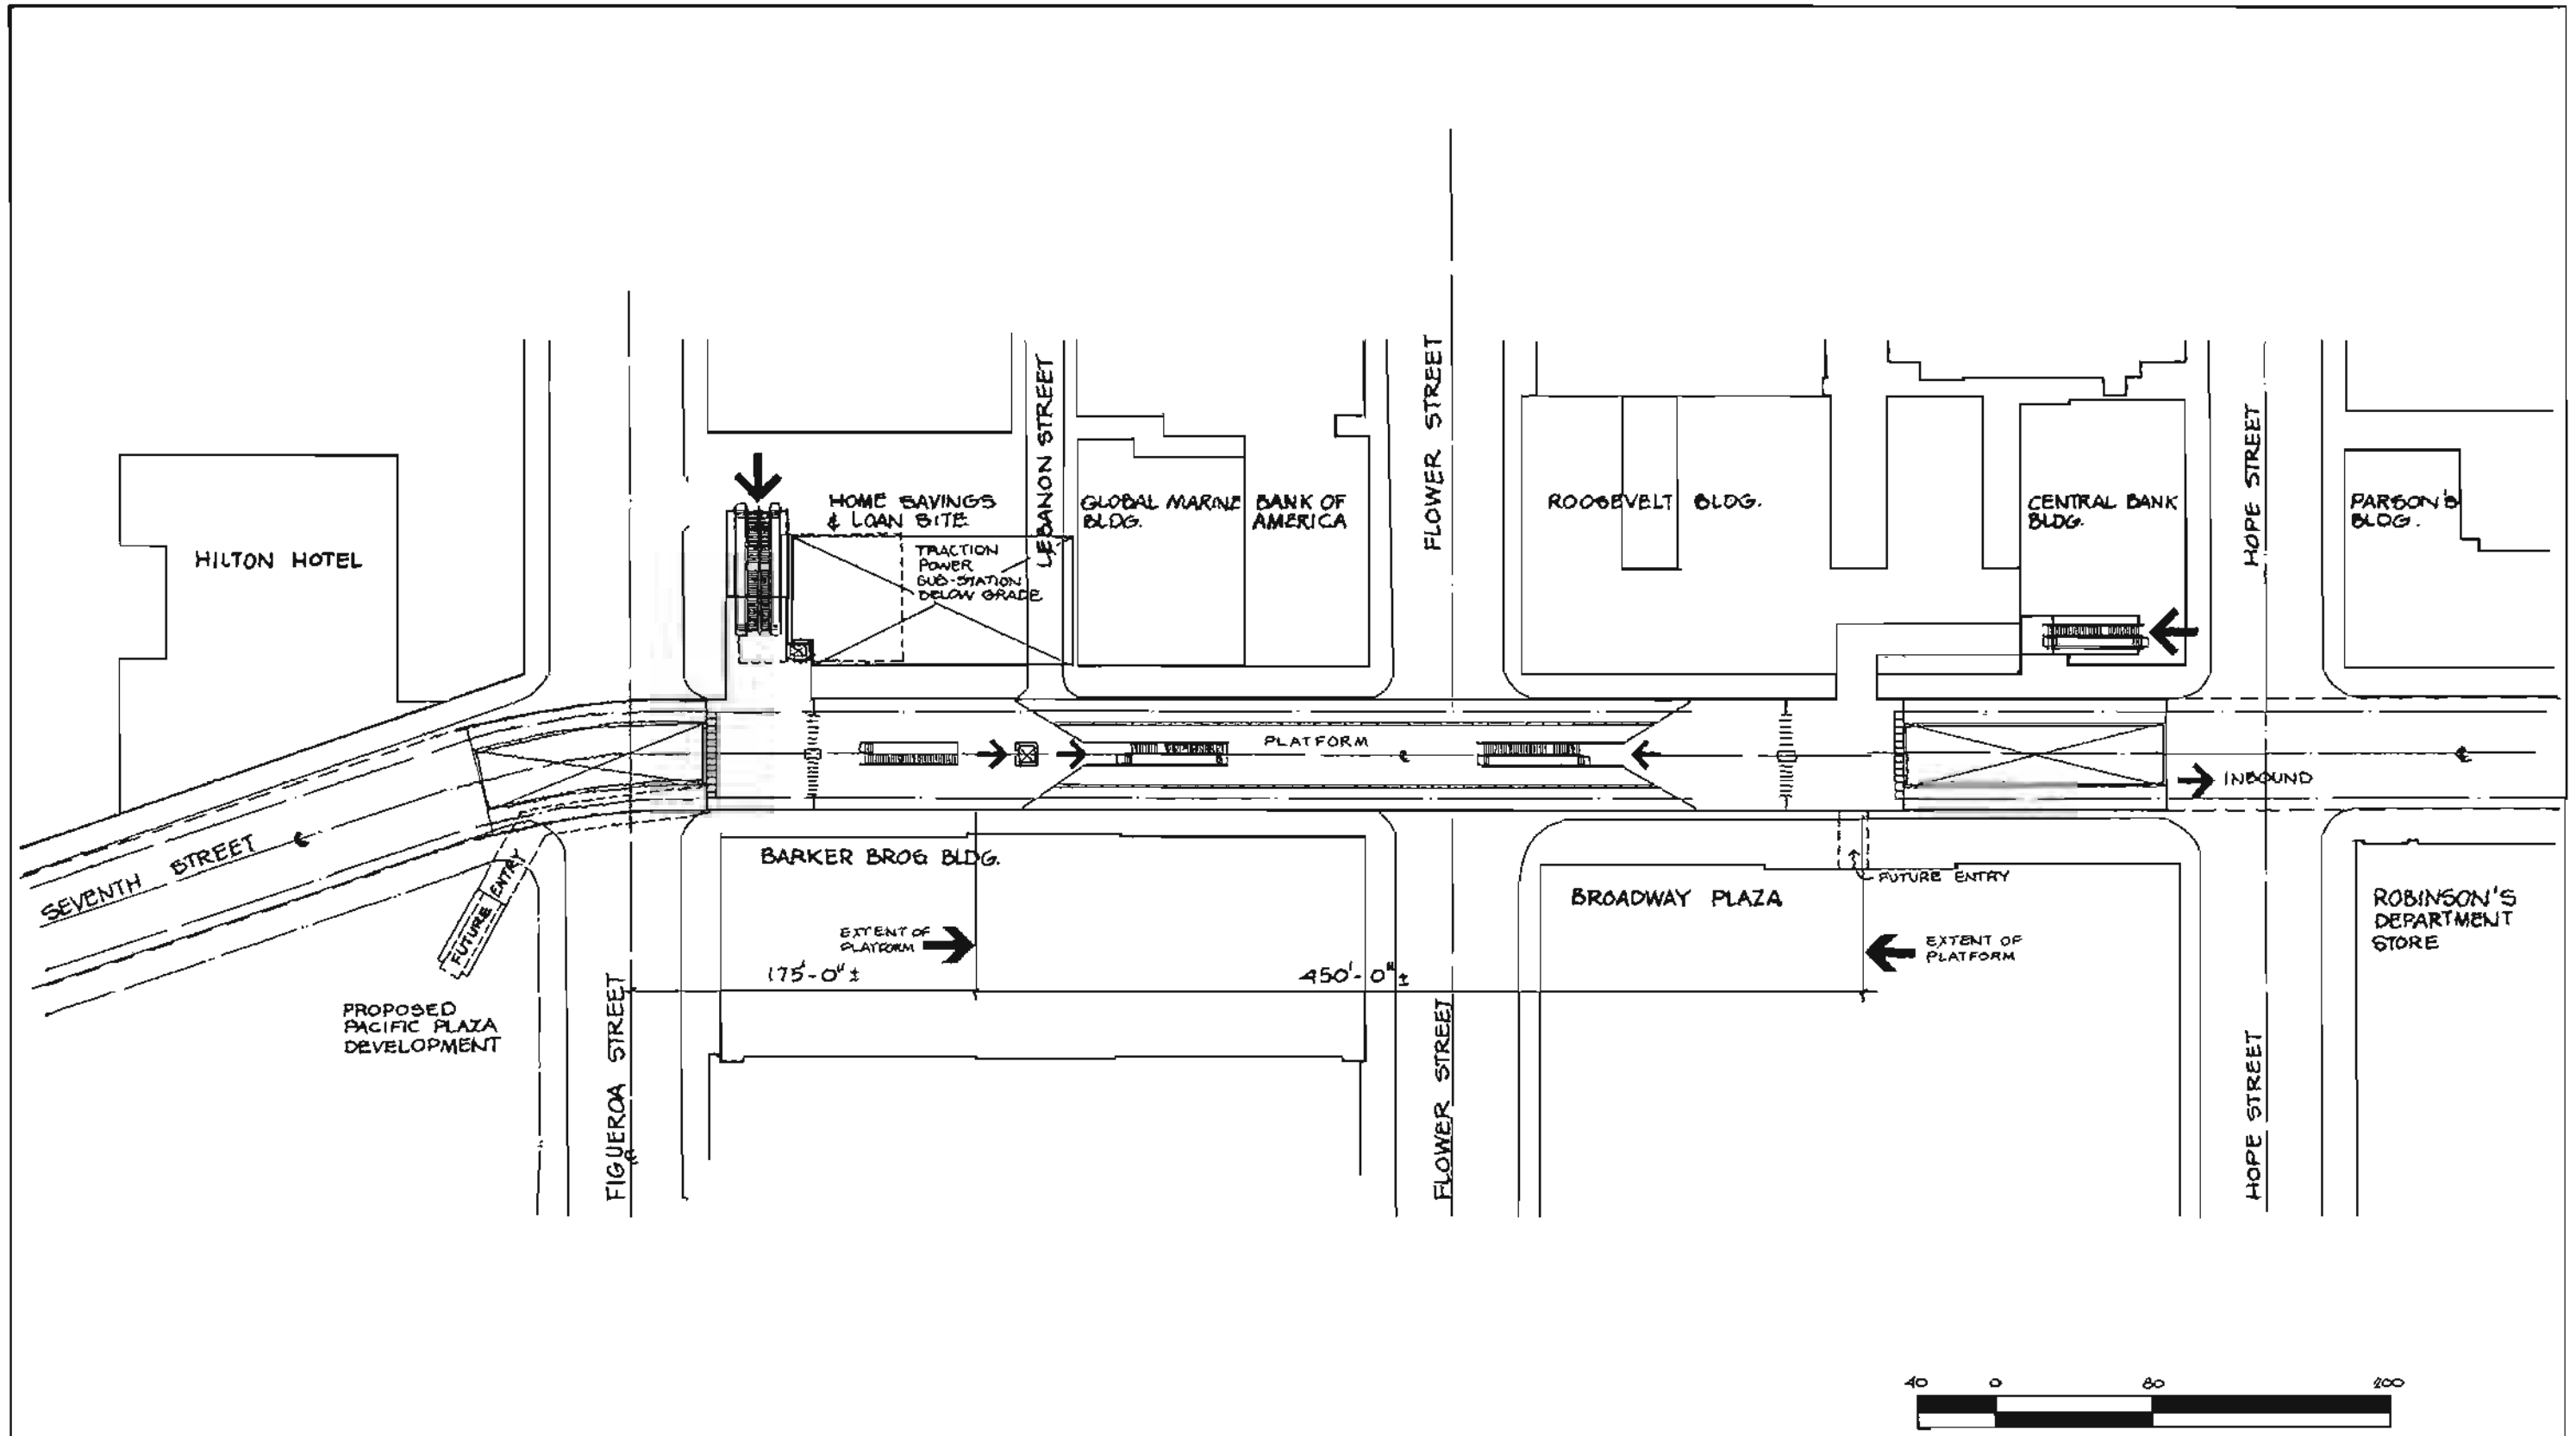 LEBANON STREET
FLOWER STREET
HOPE STREET
HILTON HOTEL
HOME SAVINGS
& LOAN SITE
TRACTION
POWER
SUB-STATION
BELOW GRADE
GLOBAL MARINE
BLDG.
BANK OF
AMERICA
ROOSEVELT BLDG.
CENTRAL BANK
BLDG.
PARSON'S
BLDG.
PLATFORM
INBOUND
SEVENTH STREET
FUTURE ENTRY
BARKER BROS BLDG.
FUTURE ENTRY
BROADWAY PLAZA
ROBINSON'S
DEPARTMENT
STORE
EXTENT OF
PLATFORM
EXTENT OF
PLATFORM
175'-0" ±
450'-0" ±
PROPOSED
PACIFIC PLAZA
DEVELOPMENT
FIGUEROA STREET
FLOWER STREET
HOPE STREET
40 0 80 200